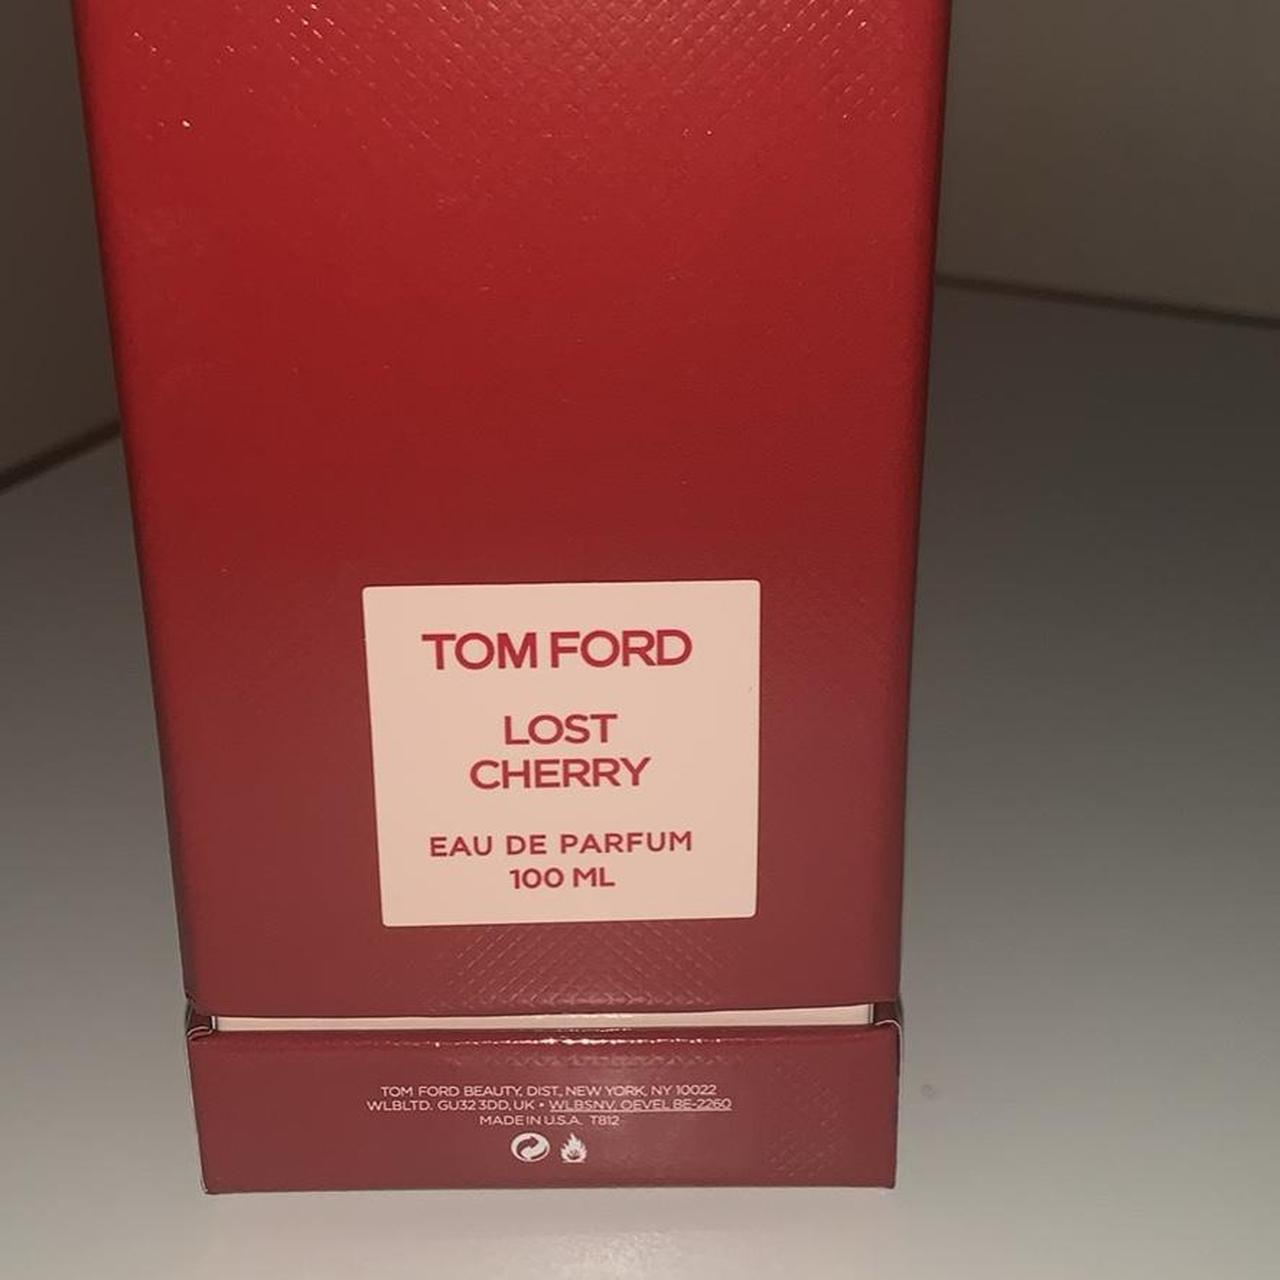 TOM FORD
LOST
CHERRY
EAU DE PARFUM
100 ML
TOM FORD BEAUTY, DIST., NEW YORK, NY 10022
WLBLTD. GU32 3DD, UK • WLBSNV. OEVEL BE-2260
MADE IN U.S.A. T812